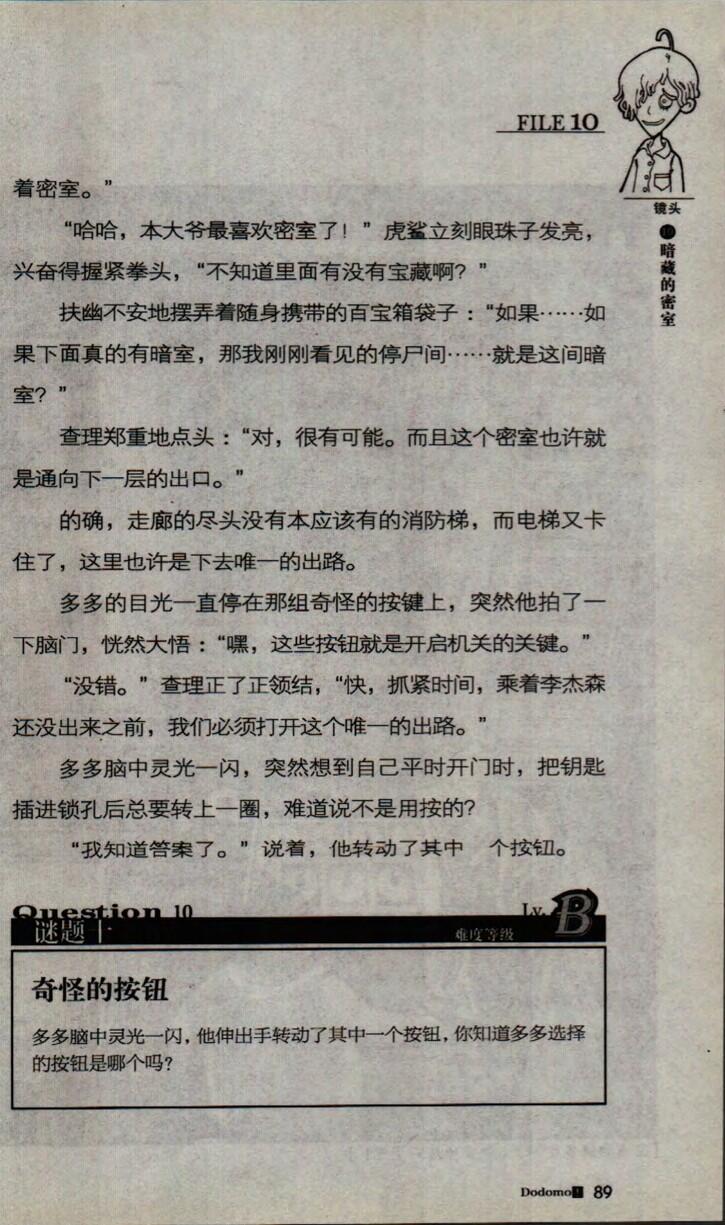 FILE 10
镜头
暗藏的密室
着密室。”
“哈哈，本大爷最喜欢密室了！”虎鲨立刻眼珠子发亮，
兴奋得握紧拳头，“不知道里面有没有宝藏啊？”
扶幽不安地摆弄着随身携带的百宝箱袋子：“如果……如
果下面真的有暗室，那我刚刚看见的停尸间……就是这间暗
室？”
查理郑重地点头：“对，很有可能。而且这个密室也许就
是通向下一层的出口。”
的确，走廊的尽头没有本应该有的消防梯，而电梯又卡
住了，这里也许是下去唯一的出路。
多多的目光一直停在那组奇怪的按键上，突然他拍了一
下脑门，恍然大悟：“嘿，这些按钮就是开启机关的关键。”
“没错。”查理正了正领结，“快，抓紧时间，乘着李杰森
还没出来之前，我们必须打开这个唯一的出路。”
多多脑中灵光一闪，突然想到自己平时开门时，把钥匙
插进锁孔后总要转上一圈，难道说不是用按的？
“我知道答案了。”说着，他转动了其中 个按钮。
Question 10
Lv. B
谜题十
难度等级
奇怪的按钮
多多脑中灵光一闪，他伸出手转动了其中一个按钮，你知道多多选择
的按钮是哪个吗？
Dodomo! 89